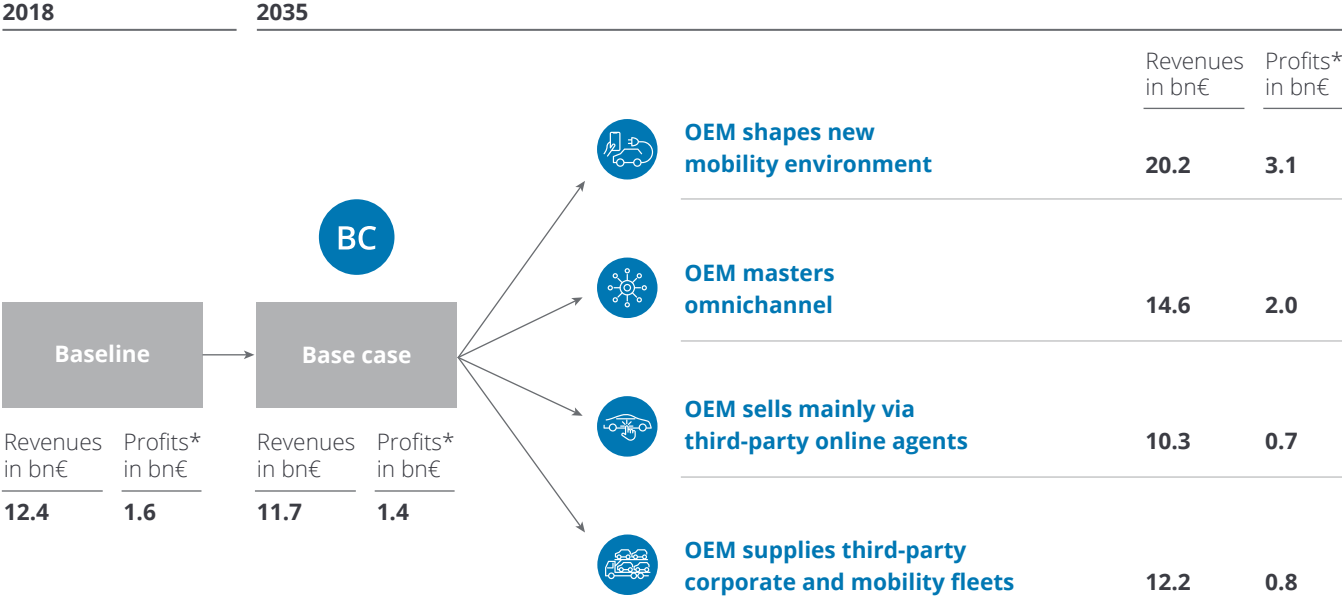 2018
2035
Revenues
in bn€
Profits*
in bn€
OEM shapes new
mobility environment
20.2
3.1
BC
OEM masters
omnichannel
14.6
2.0
Baseline
Base case
OEM sells mainly via
third-party online agents
10.3
0.7
Revenues
in bn€
Profits*
in bn€
12.4
1.6
Revenues
in bn€
Profits*
in bn€
11.7
1.4
OEM supplies third-party
corporate and mobility fleets
12.2
0.8